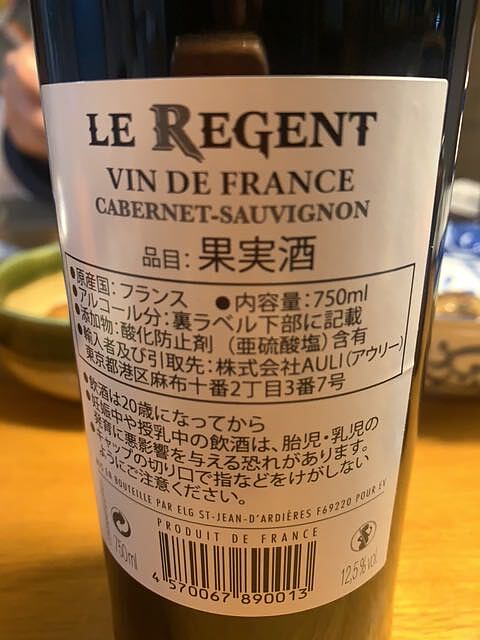 LE REGENT
VIN DE FRANCE
CABERNET-SAUVIGNON
品目：果実酒
●原産国：フランス ●内容量：750ml
●アルコール分：裏ラベル下部に記載
●添加物：酸化防止剤（亜硫酸塩）含有
●輸入者及び引取先：株式会社AULI（アウリー）
東京都港区麻布十番2丁目3番7号
●飲酒は20歳になってから
●妊娠中や授乳中の飲酒は、胎児・乳児の
発育に悪影響を与える恐れがあります。
●キャップの切り口で指などをけがしない
ようにご注意ください。
MIS EN BOUTEILLE PAR ELG ST-JEAN-D'ARDIÈRES F69220 POUR EV
PRODUIT DE FRANCE
750ml
12,5%vol.
4 570067 890013